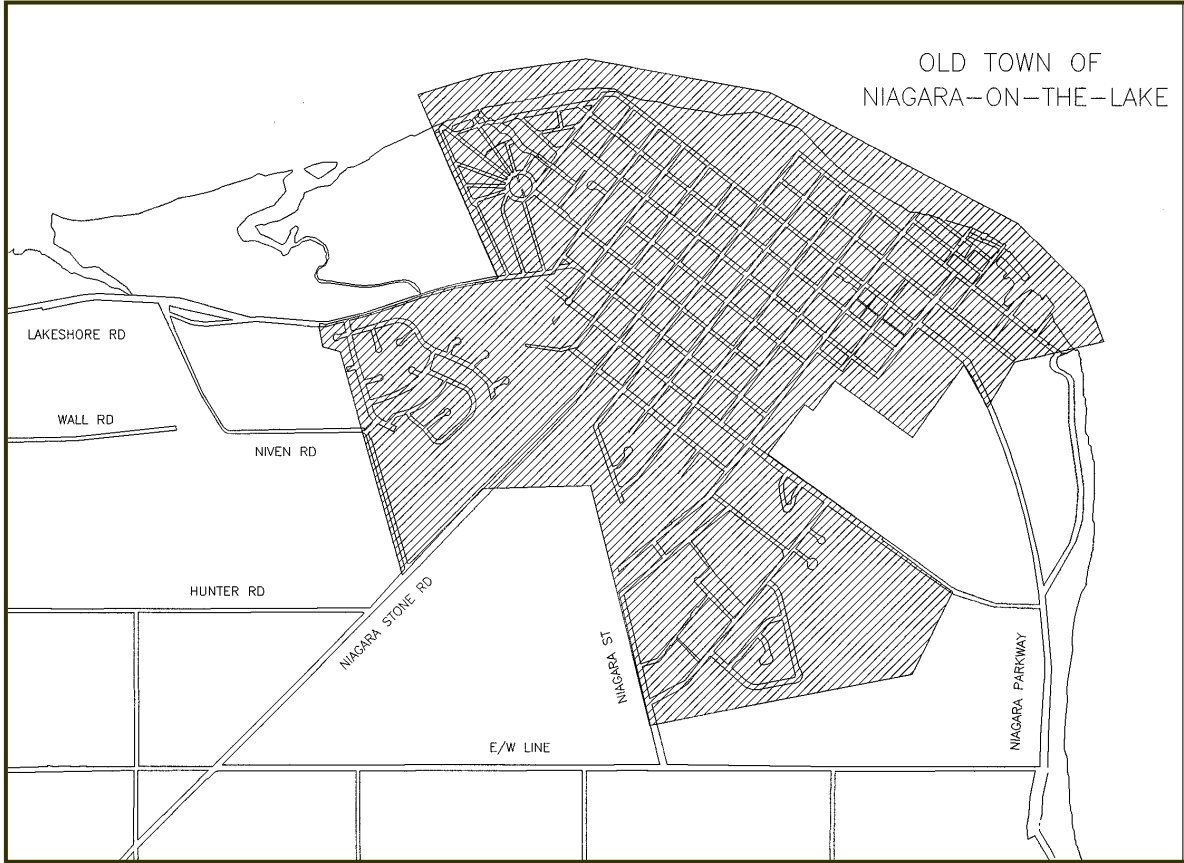 OLD TOWN OF
NIAGARA-ON-THE-LAKE
LAKESHORE RD
WALL RD
NIVEN RD
HUNTER RD
NIAGARA STONE RD
NIAGARA ST
NIAGARA PARKWAY
E/W LINE